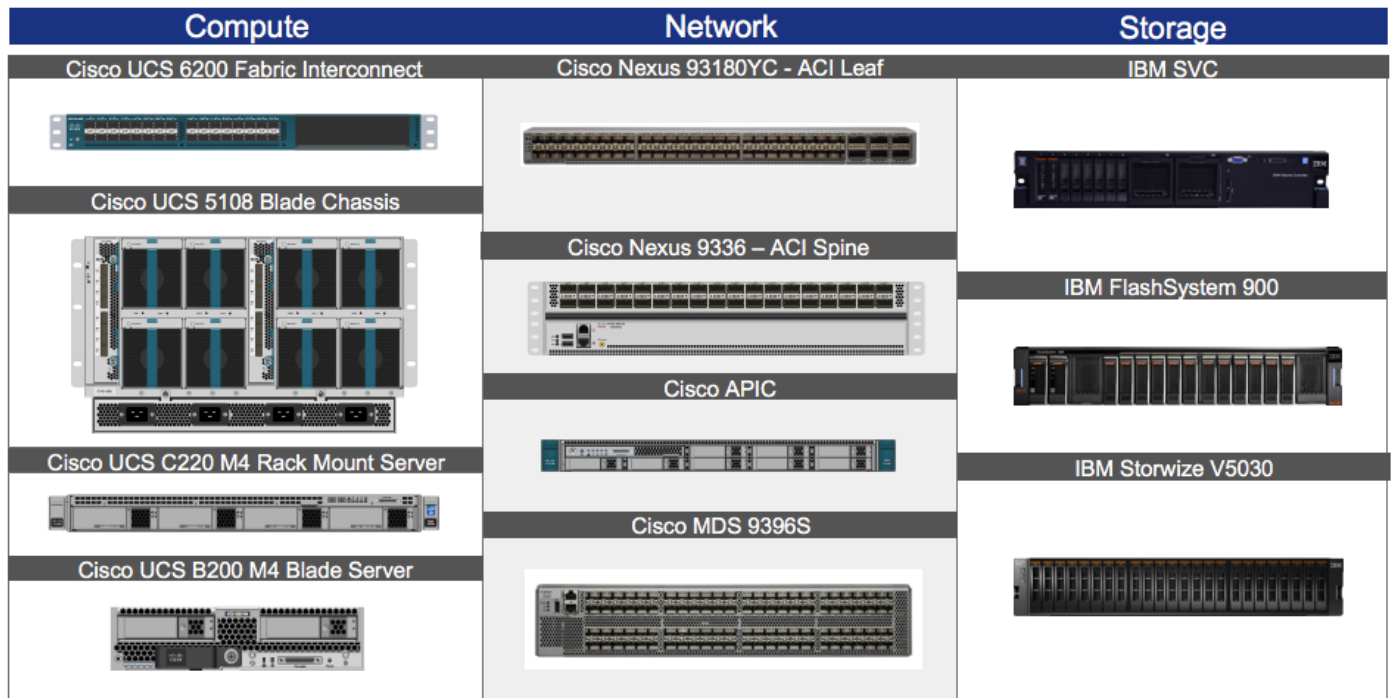 Compute
Network
Storage
Cisco UCS 6200 Fabric Interconnect
Cisco UCS 5108 Blade Chassis
Cisco UCS C220 M4 Rack Mount Server
Cisco UCS B200 M4 Blade Server
Cisco Nexus 93180YC - ACI Leaf
Cisco Nexus 9336 – ACI Spine
Cisco APIC
Cisco MDS 9396S
IBM SVC
IBM
IBM FlashSystem 900
IBM Storwize V5030
IBM